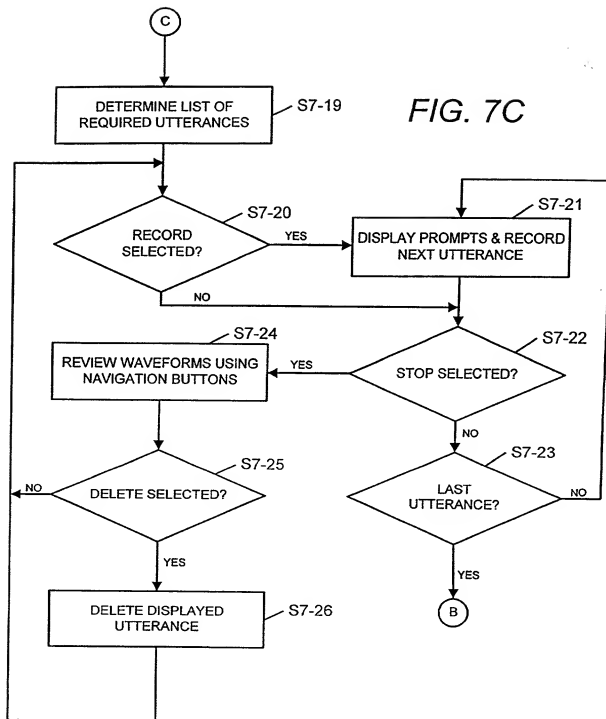 C
DETERMINE LIST OF
REQUIRED UTTERANCES
S7-19
FIG. 7C
S7-20
RECORD
SELECTED?
YES
NO
S7-21
DISPLAY PROMPTS & RECORD
NEXT UTTERANCE
S7-22
STOP SELECTED?
YES
NO
S7-24
REVIEW WAVEFORMS USING
NAVIGATION BUTTONS
S7-23
LAST
UTTERANCE?
NO
YES
B
S7-25
DELETE SELECTED?
NO
YES
DELETE DISPLAYED
UTTERANCE
S7-26